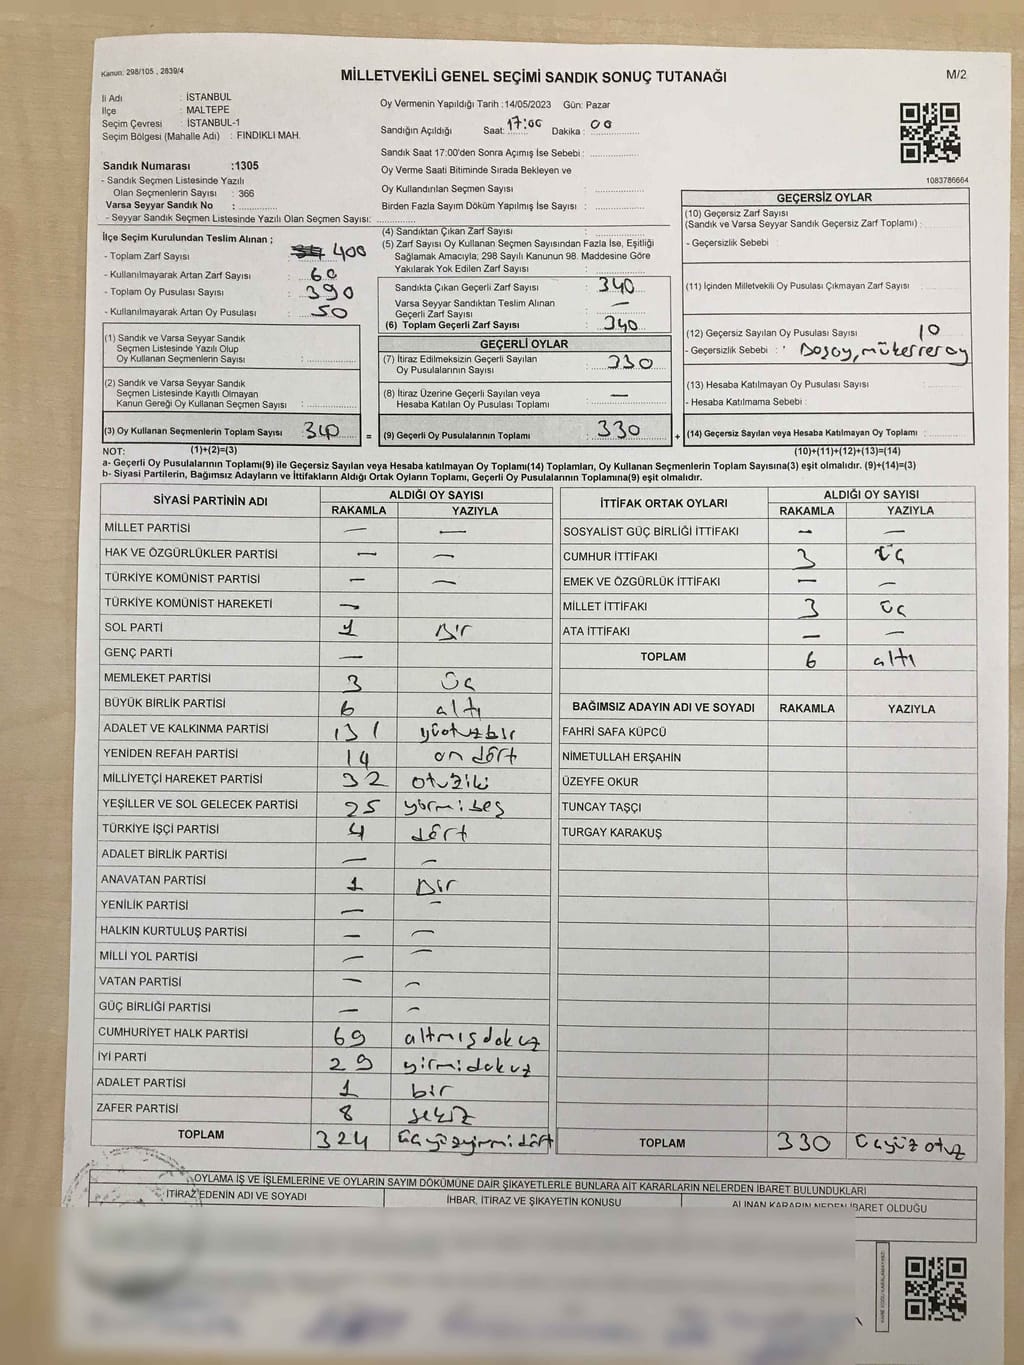 Kanun: 298/105 , 2839/4
MİLLETVEKİLİ GENEL SEÇİMİ SANDIK SONUÇ TUTANAĞI
M/2
İl Adı : İSTANBUL
İlçe : MALTEPE
Seçim Çevresi : İSTANBUL-1
Seçim Bölgesi (Mahalle Adı) : FINDIKLI MAH.
Oy Vermenin Yapıldığı Tarih :14/05/2023 Gün: Pazar
Sandığın Açıldığı Saat: 17:00 Dakika : 00
Sandık Saat 17:00'den Sonra Açımış İse Sebebi :
Oy Verme Saati Bitiminde Sırada Bekleyen ve
Oy Kullandırılan Seçmen Sayısı :
Birden Fazla Sayım Döküm Yapılmış İse Sayısı :
1083786664
Sandık Numarası :1305
- Sandık Seçmen Listesinde Yazılı
Olan Seçmenlerin Sayısı : 366
Varsa Seyyar Sandık No :
- Seyyar Sandık Seçmen Listesinde Yazılı Olan Seçmen Sayısı:
İlçe Seçim Kurulundan Teslim Alınan ;
- Toplam Zarf Sayısı : 400
- Kullanılmayarak Artan Zarf Sayısı : 60
- Toplam Oy Pusulası Sayısı : 390
- Kullanılmayarak Artan Oy Pusulası : 50
(1) Sandık ve Varsa Seyyar Sandık
Seçmen Listesinde Yazılı Olup
Oy Kullanan Seçmenlerin Sayısı :
(2) Sandık ve Varsa Seyyar Sandık
Seçmen Listesinde Kayıtlı Olmayan
Kanun Gereği Oy Kullanan Seçmen Sayısı :
(3) Oy Kullanan Seçmenlerin Toplam Sayısı 340
(4) Sandıktan Çıkan Zarf Sayısı :
(5) Zarf Sayısı Oy Kullanan Seçmen Sayısından Fazla İse, Eşitliği
Sağlamak Amacıyla, 298 Sayılı Kanunun 98. Maddesine Göre
Yakılarak Yok Edilen Zarf Sayısı :
Sandıkta Çıkan Geçerli Zarf Sayısı : 340
Varsa Seyyar Sandıktan Teslim Alınan
Geçerli Zarf Sayısı : —
(6) Toplam Geçerli Zarf Sayısı : 340
GEÇERLİ OYLAR
(7) İtiraz Edilmeksizin Geçerli Sayılan
Oy Pusulalarının Sayısı : 330
(8) İtiraz Üzerine Geçerli Sayılan veya
Hesaba Katılan Oy Pusulası Toplamı : —
= (9) Geçerli Oy Pusulalarının Toplamı : 330
GEÇERSİZ OYLAR
(10) Geçersiz Zarf Sayısı
(Sandık ve Varsa Seyyar Sandık Geçersiz Zarf Toplamı) :
- Geçersizlik Sebebi :
(11) İçinden Milletvekili Oy Pusulası Çıkmayan Zarf Sayısı :
(12) Geçersiz Sayılan Oy Pusulası Sayısı : 10
- Geçersizlik Sebebi : Boşoy, mükerrer oy
(13) Hesaba Katılmayan Oy Pusulası Sayısı :
- Hesaba Katılmama Sebebi :
+ (14) Geçersiz Sayılan veya Hesaba Katılmayan Oy Toplamı :
NOT: (1)+(2)=(3) (10)+(11)+(12)+(13)=(14)
a- Geçerli Oy Pusulalarının Toplamı(9) ile Geçersiz Sayılan veya Hesaba katılmayan Oy Toplamı(14) Toplamları, Oy Kullanan Seçmenlerin Toplam Sayısına(3) eşit olmalıdır. (9)+(14)=(3)
b- Siyasi Partilerin, Bağımsız Adayların ve İttifakların Aldığı Ortak Oyların Toplamı, Geçerli Oy Pusulalarının Toplamına(9) eşit olmalıdır.
SİYASİ PARTİNİN ADI ALDIĞI OY SAYISI
RAKAMLA YAZIYLA
MİLLET PARTİSİ — —
HAK VE ÖZGÜRLÜKLER PARTİSİ — —
TÜRKİYE KOMÜNİST PARTİSİ — —
TÜRKİYE KOMÜNİST HAREKETİ —
SOL PARTİ 1 Bir
GENÇ PARTİ —
MEMLEKET PARTİSİ 3 üç
BÜYÜK BİRLİK PARTİSİ 6 altı
ADALET VE KALKINMA PARTİSİ 131 yüotuzbir
YENİDEN REFAH PARTİSİ 14 on dört
MİLLİYETÇİ HAREKET PARTİSİ 32 otuziki
YEŞİLLER VE SOL GELECEK PARTİSİ 25 yirmi beş
TÜRKİYE İŞÇİ PARTİSİ 4 dört
ADALET BİRLİK PARTİSİ — —
ANAVATAN PARTİSİ 1 Bir
YENİLİK PARTİSİ — —
HALKIN KURTULUŞ PARTİSİ — —
MİLLİ YOL PARTİSİ — —
VATAN PARTİSİ — —
GÜÇ BİRLİĞİ PARTİSİ — —
CUMHURİYET HALK PARTİSİ 69 altmışdokuz
İYİ PARTİ 29 yirmidokuz
ADALET PARTİSİ 1 bir
ZAFER PARTİSİ 8 sekiz
TOPLAM 324 üçyüzyirmidört
İTTİFAK ORTAK OYLARI ALDIĞI OY SAYISI
RAKAMLA YAZIYLA
SOSYALİST GÜÇ BİRLİĞİ İTTİFAKI — —
CUMHUR İTTİFAKI 3 üç
EMEK VE ÖZGÜRLÜK İTTİFAKI — —
MİLLET İTTİFAKI 3 üç
ATA İTTİFAKI — —
TOPLAM 6 altı
BAĞIMSIZ ADAYIN ADI VE SOYADI RAKAMLA YAZIYLA
FAHRİ SAFA KÜPCÜ
NİMETULLAH ERŞAHİN
ÜZEYFE OKUR
TUNCAY TAŞÇI
TURGAY KARAKUŞ
TOPLAM 330 üçyüz otuz
OYLAMA İŞ VE İŞLEMLERİNE VE OYLARIN SAYIM DÖKÜMÜNE DAİR ŞİKAYETLERLE BUNLARA AİT KARARLARIN NELERDEN İBARET BULUNDUKLARI
İTİRAZ EDENİN ADI VE SOYADI İHBAR, İTİRAZ VE ŞİKAYETİN KONUSU ALINAN KARARIN NEDEN İBARET OLDUĞU